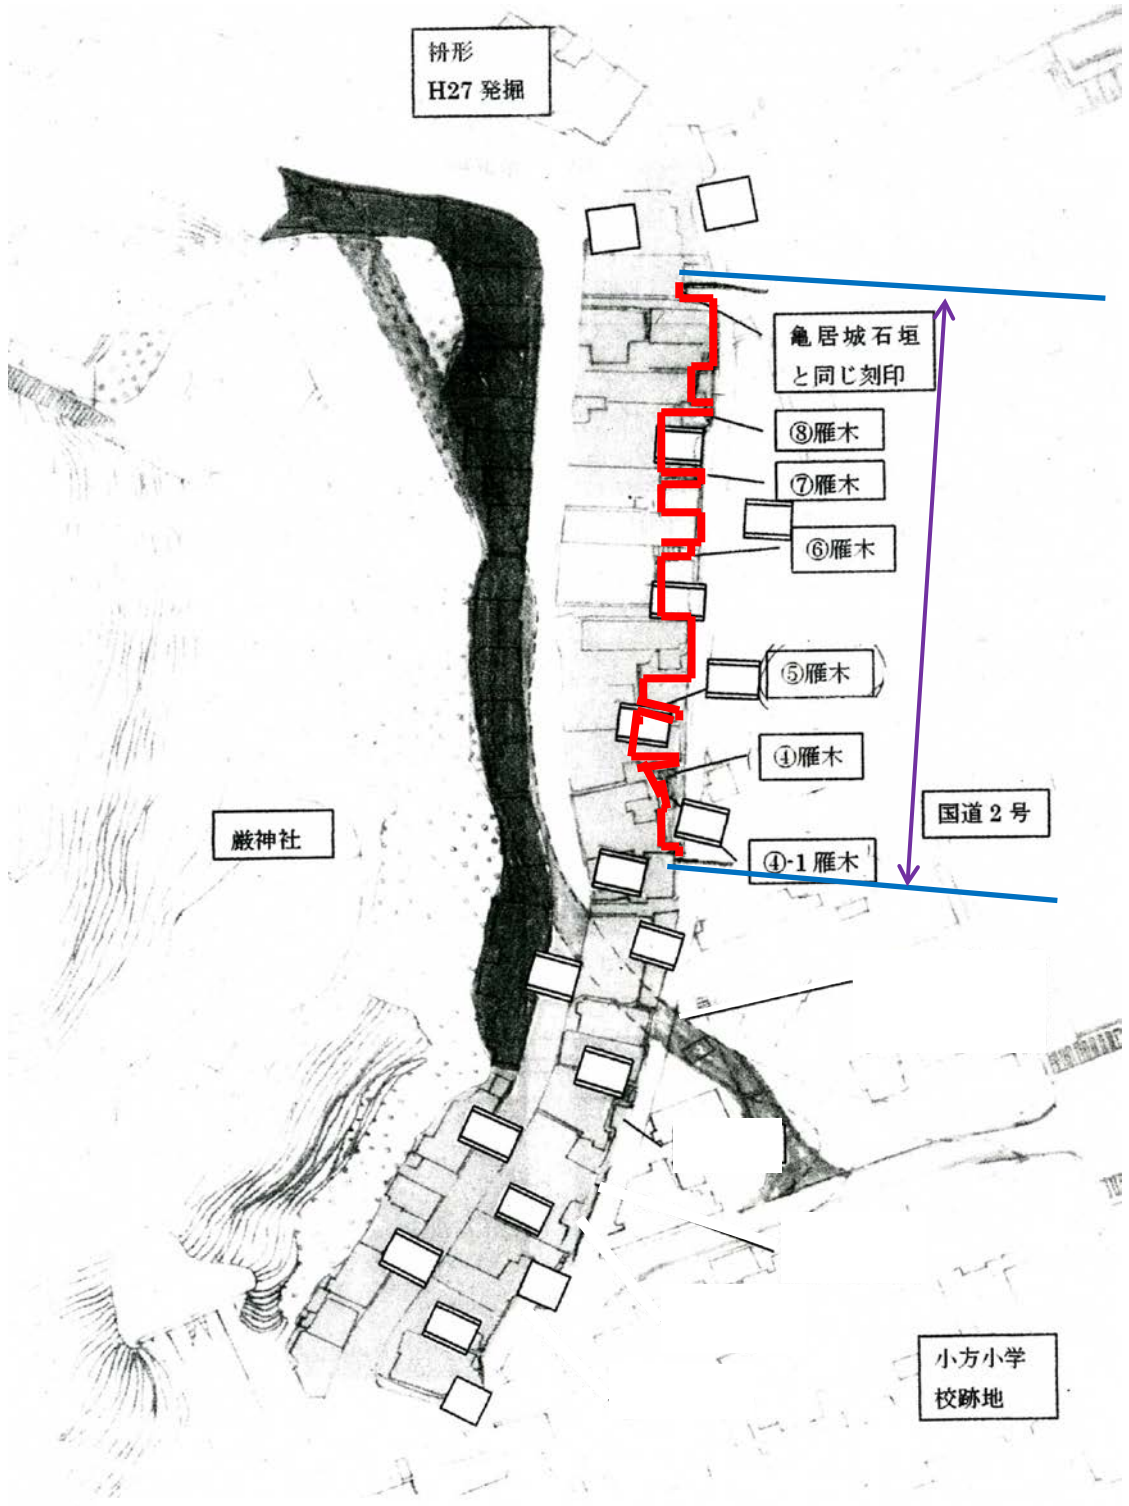 枡形
H27 発掘
亀居城石垣
と同じ刻印
⑧雁木
⑦雁木
⑥雁木
⑤雁木
④雁木
国道 2 号
厳神社
④-1 雁木
小方小学
校跡地